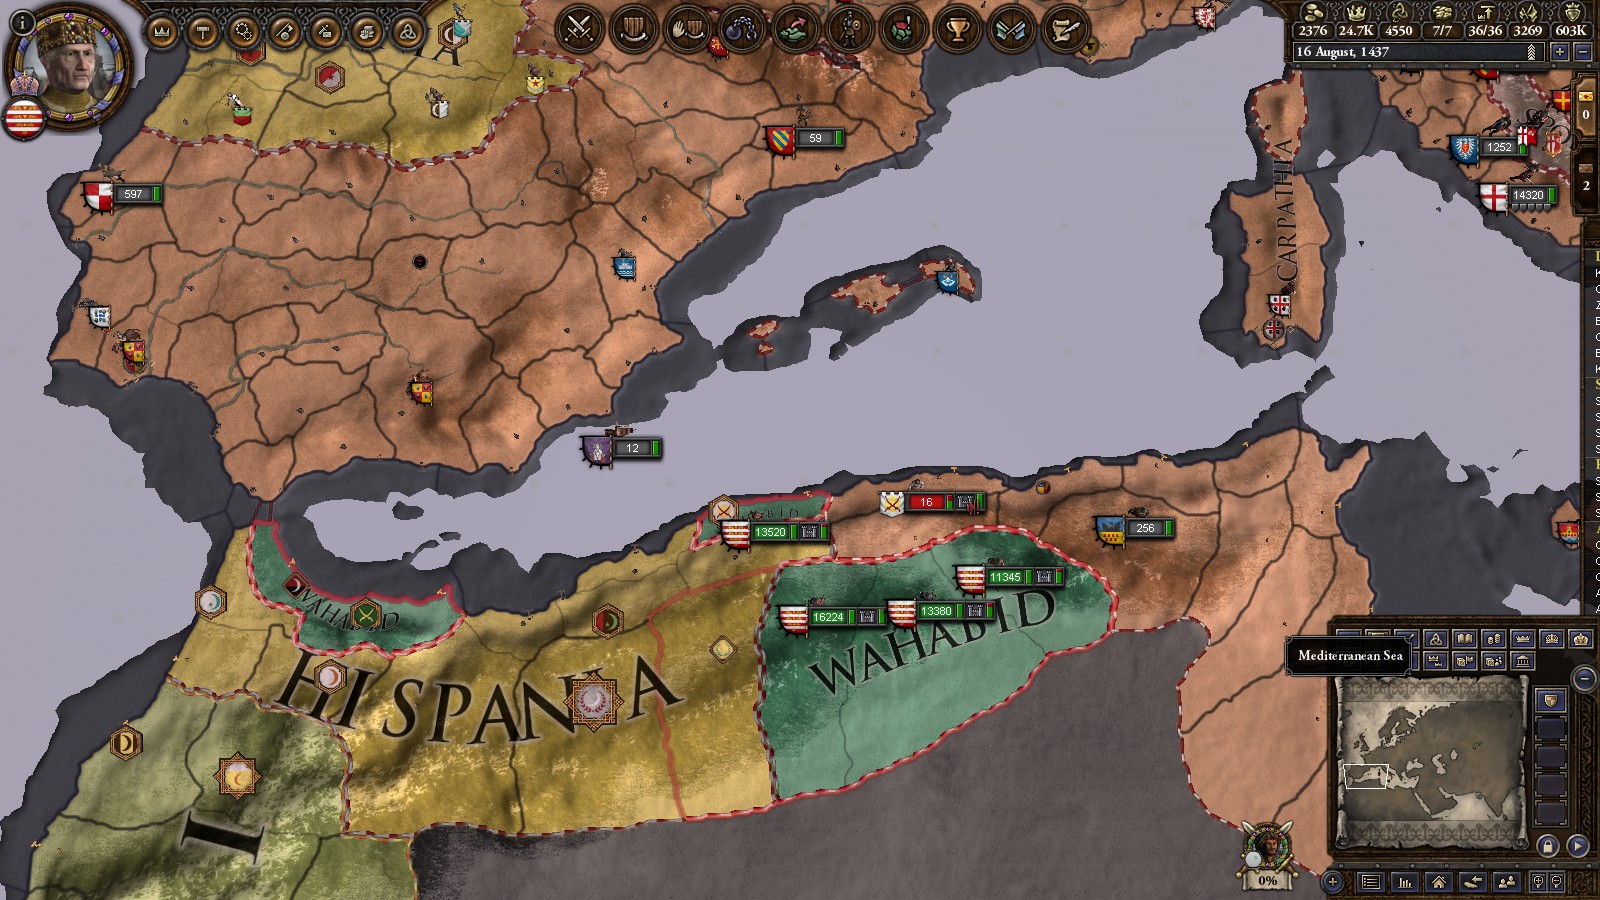 2376 24.7K 4550 7/7 36/36 3269 603K
16 August, 1437
0
2
59
1252
597
14320
CARPATHIA
12
16
13520
256
11345
16224
13380
WAHABID
WAHABID
HISPANIA
Mediterranean Sea
0%